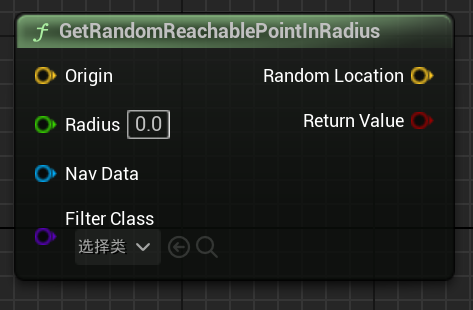 f GetRandomReachablePointInRadius
Origin Random Location
Radius 0.0 Return Value
Nav Data
Filter Class
选择类